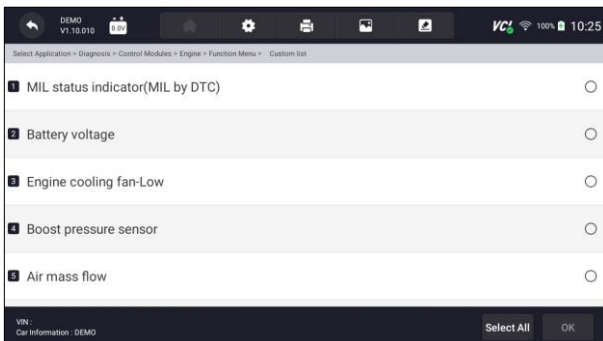 DEMO
V1.10.010
0.0V
VCI
100%
10:25
Select Application > Diagnosis > Control Modules > Engine > Function Menu > Custom list
1 MIL status indicator(MIL by DTC)
2 Battery voltage
3 Engine cooling fan-Low
4 Boost pressure sensor
5 Air mass flow
VIN :
Car Information : DEMO
Select All
OK